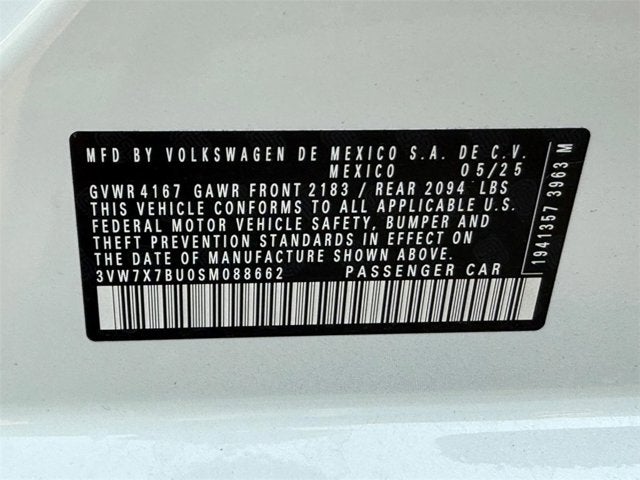 MFD BY VOLKSWAGEN DE MEXICO S.A. DE C.V.
MEXICO 05/25
GVWR 4167 GAWR FRONT 2183 / REAR 2094 LBS
THIS VEHICLE CONFORMS TO ALL APPLICABLE U.S.
FEDERAL MOTOR VEHICLE SAFETY, BUMPER AND
THEFT PREVENTION STANDARDS IN EFFECT ON
THE DATE OF MANUFACTURE SHOWN ABOVE.
3VW7X7BU0SM088662 PASSENGER CAR
1941357 3963 M